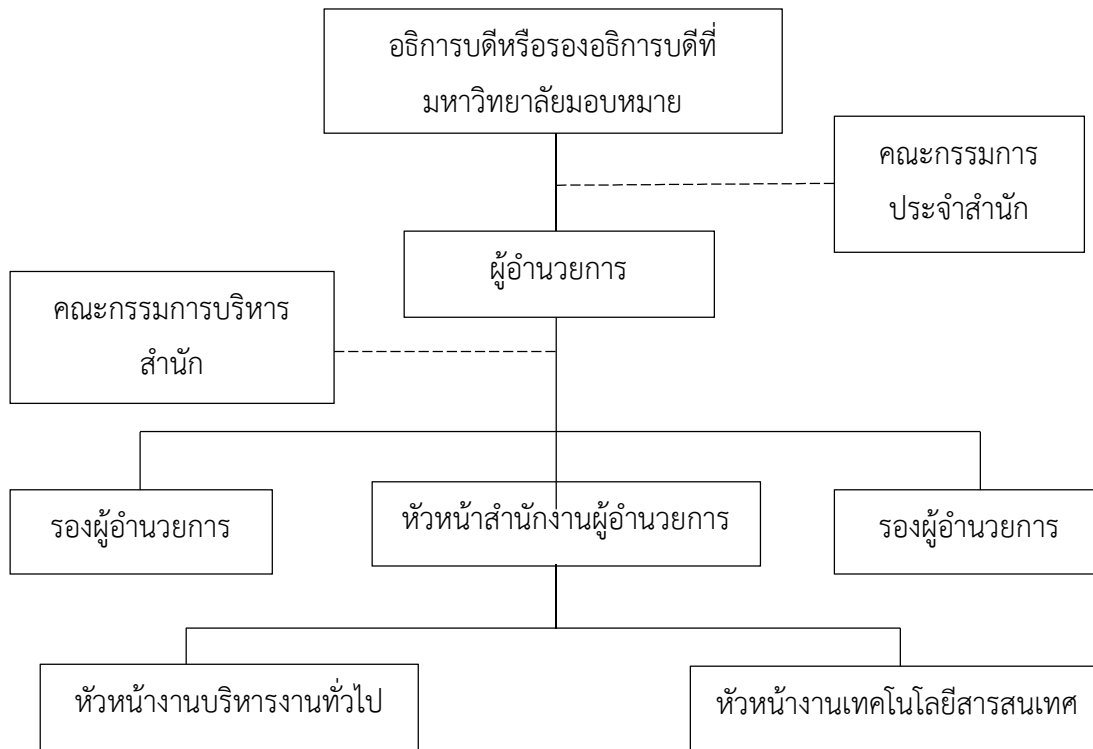 อธิการบดีหรือรองอธิการบดีที่
มหาวิทยาลัยมอบหมาย
คณะกรรมการ
ประจำสำนัก
ผู้อำนวยการ
คณะกรรมการบริหาร
สำนัก
รองผู้อำนวยการ
หัวหน้าสำนักงานผู้อำนวยการ
รองผู้อำนวยการ
หัวหน้างานบริหารงานทั่วไป
หัวหน้างานเทคโนโลยีสารสนเทศ